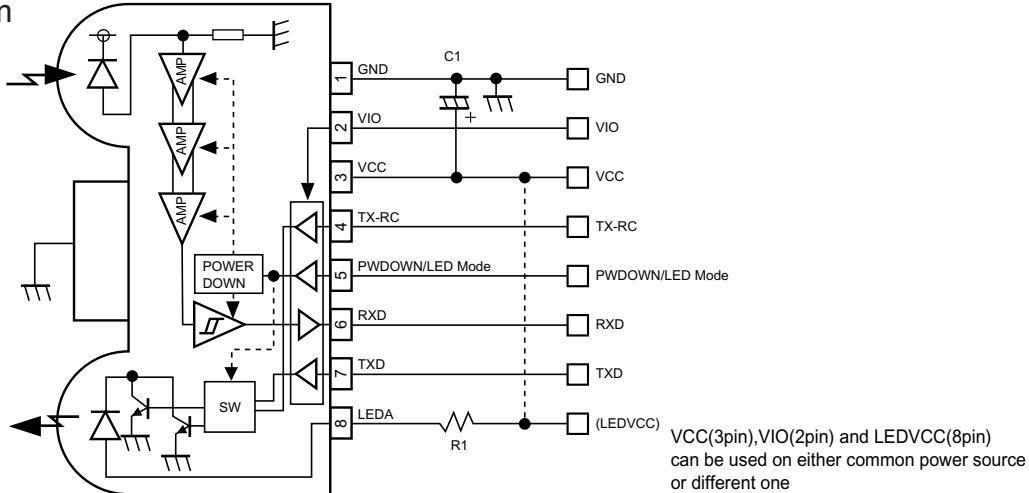 AMP
AMP
AMP
POWER
DOWN
SW
1 GND
2 VIO
3 VCC
4 TX-RC
5 PWDOWN/LED Mode
6 RXD
7 TXD
8 LEDA
C1
+
R1
GND
VIO
VCC
TX-RC
PWDOWN/LED Mode
RXD
TXD
(LEDVCC)
VCC(3pin),VIO(2pin) and LEDVCC(8pin)
can be used on either common power source
or different one